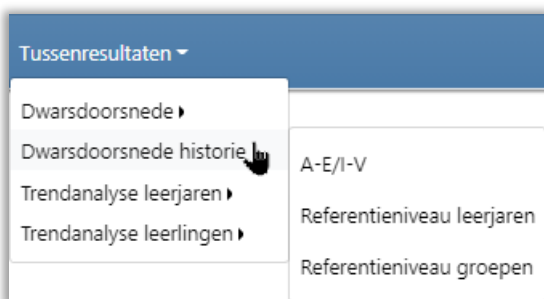 Tussenresultaten
Dwarsdoorsnede
Dwarsdoorsnede historie
Trendanalyse leerjaren
Trendanalyse leerlingen
A-E/I-V
Referentieniveau leerjaren
Referentieniveau groepen